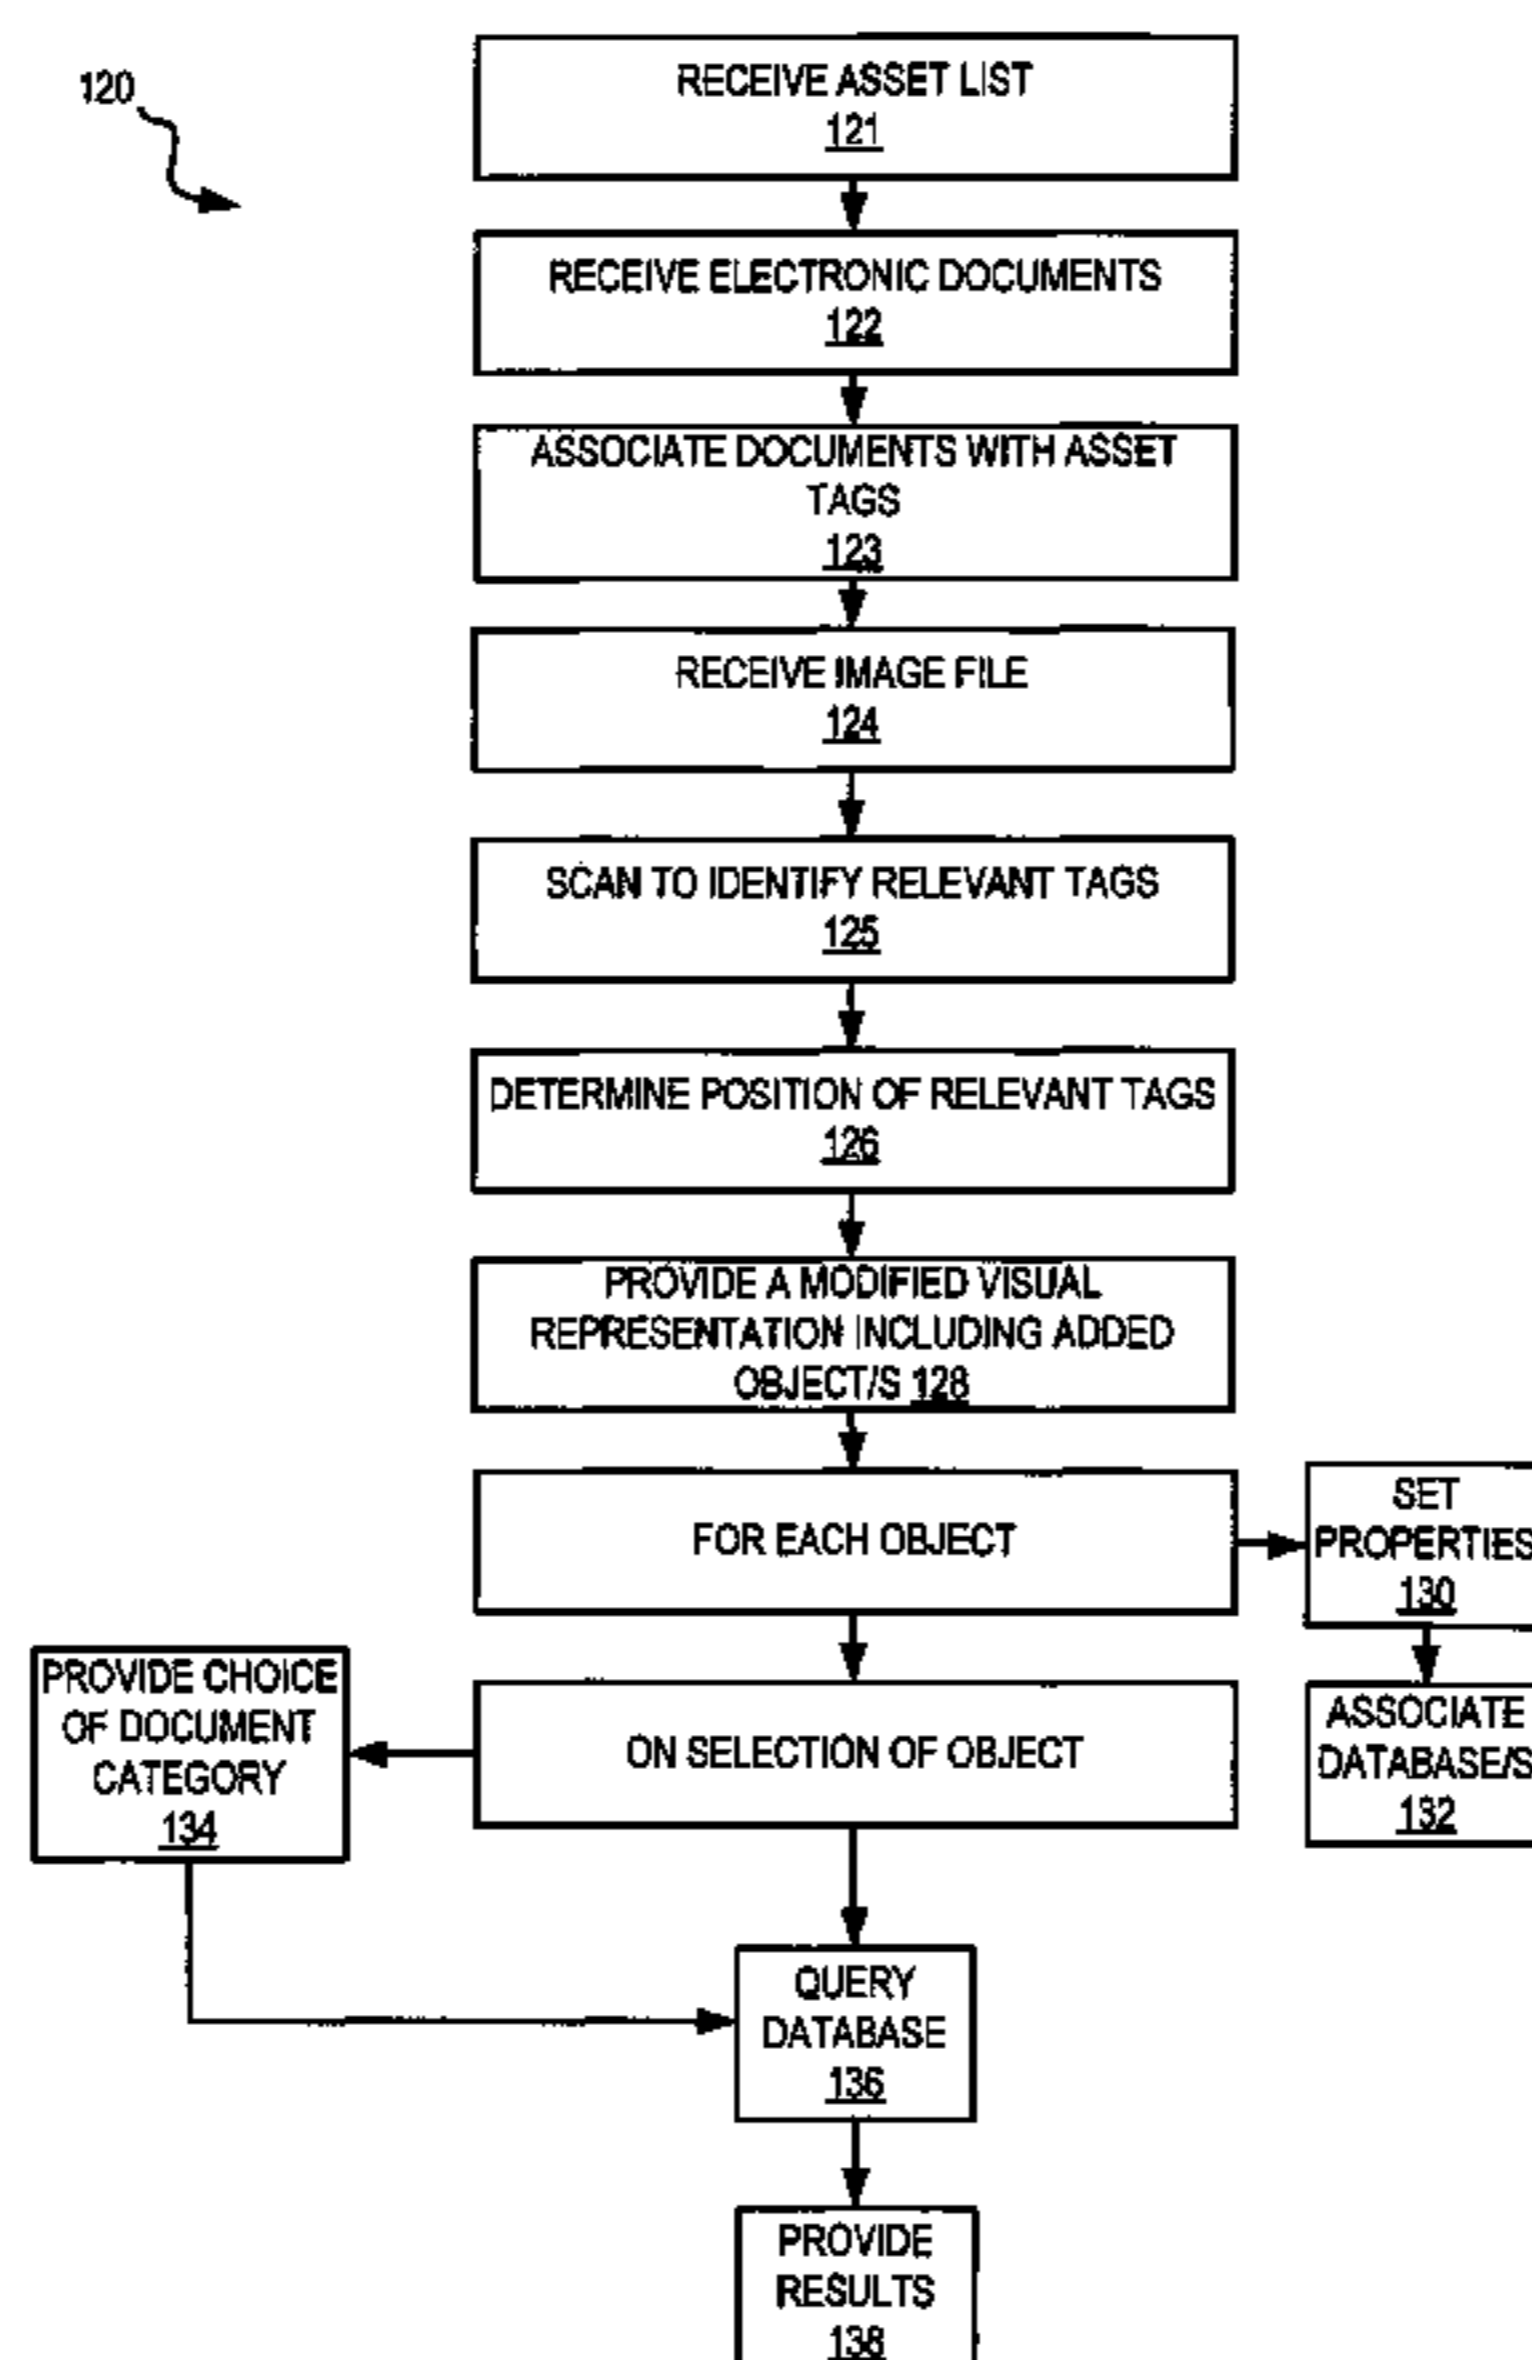 120
RECEIVE ASSET LIST
121
RECEIVE ELECTRONIC DOCUMENTS
122
ASSOCIATE DOCUMENTS WITH ASSET
TAGS
123
RECEIVE IMAGE FILE
124
SCAN TO IDENTIFY RELEVANT TAGS
125
DETERMINE POSITION OF RELEVANT TAGS
126
PROVIDE A MODIFIED VISUAL
REPRESENTATION INCLUDING ADDED
OBJECT/S 128
FOR EACH OBJECT
SET
PROPERTIES
130
PROVIDE CHOICE
OF DOCUMENT
CATEGORY
134
ON SELECTION OF OBJECT
ASSOCIATE
DATABASE/S
132
QUERY
DATABASE
136
PROVIDE
RESULTS
138